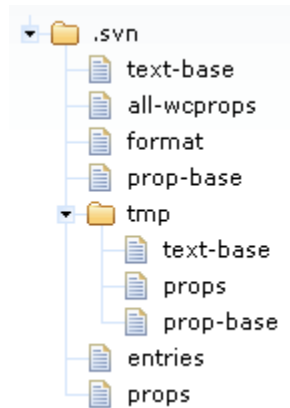 .svn
text-base
all-wcprops
format
prop-base
tmp
text-base
props
prop-base
entries
props